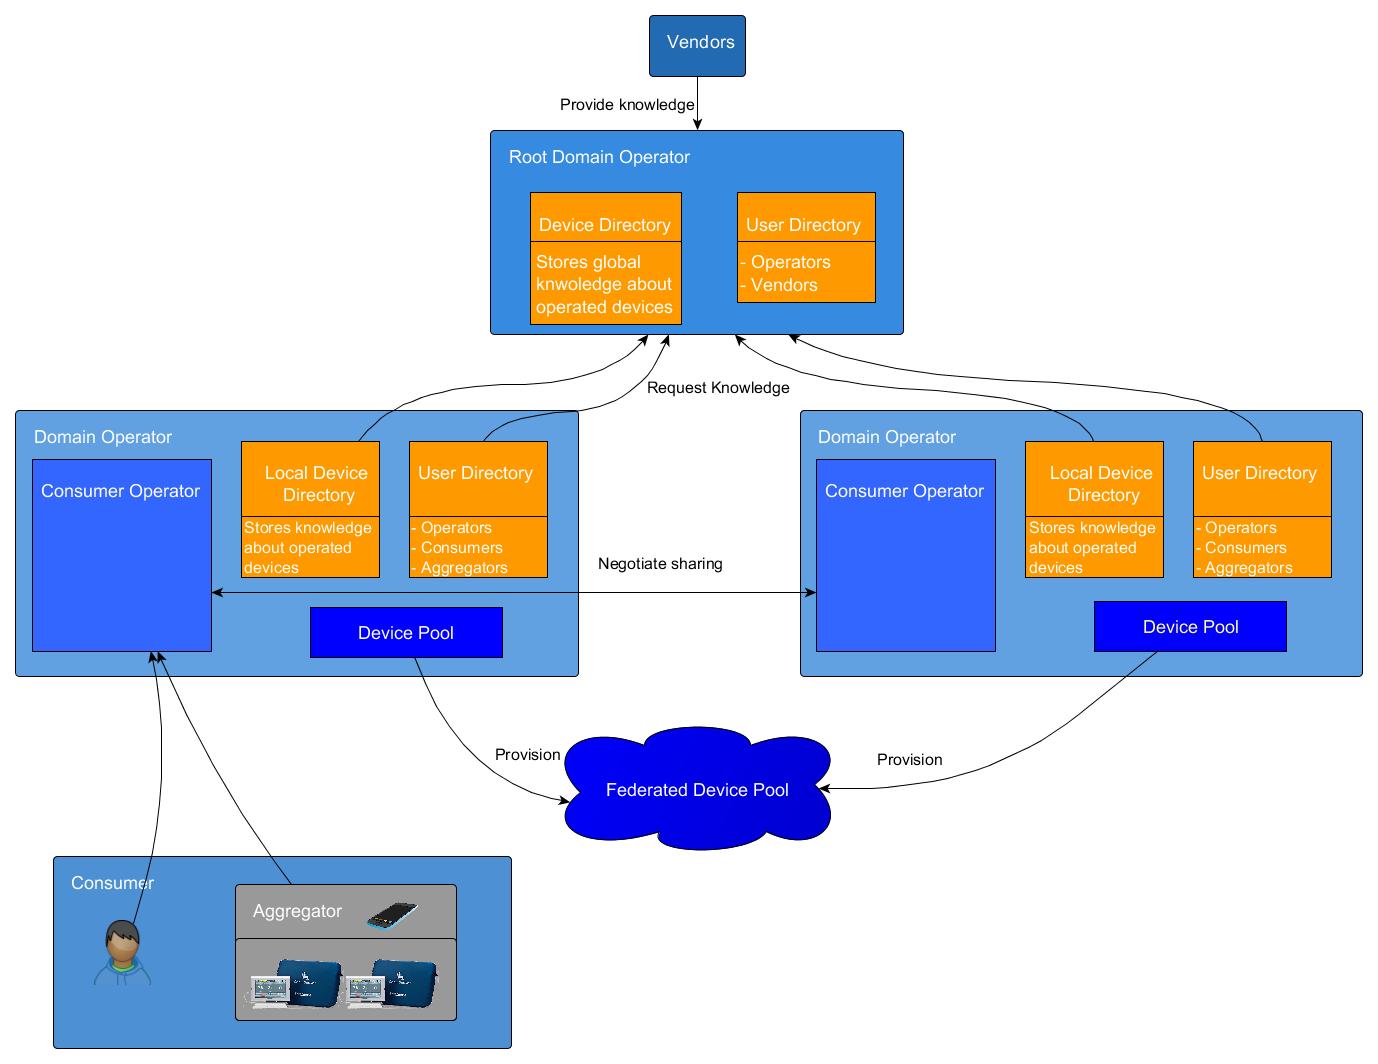 Vendors
Provide knowledge
Root Domain Operator
Device Directory
Stores global
knwoledge about
operated devices
User Directory
- Operators
- Vendors
Request Knowledge
Domain Operator
Consumer Operator
Local Device
Directory
Stores knowledge
about operated
devices
User Directory
- Operators
- Consumers
- Aggregators
Device Pool
Negotiate sharing
Domain Operator
Consumer Operator
Local Device
Directory
Stores knowledge
about operated
devices
User Directory
- Operators
- Consumers
- Aggregators
Device Pool
Provision
Federated Device Pool
Provision
Consumer
Aggregator